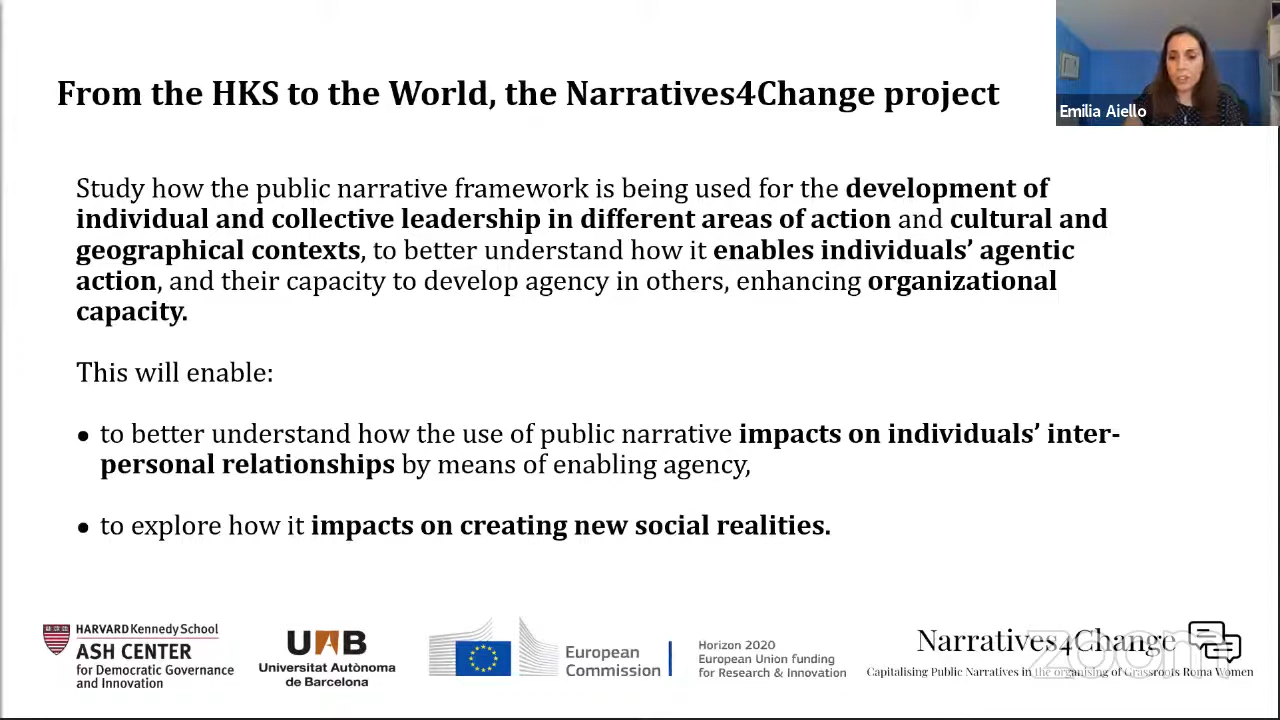 From the HKS to the World, the Narratives4Change project
Emilia Aiello
Study how the public narrative framework is being used for the development of
individual and collective leadership in different areas of action and cultural and
geographical contexts, to better understand how it enables individuals’ agentic
action, and their capacity to develop agency in others, enhancing organizational
capacity.
This will enable:
• to better understand how the use of public narrative impacts on individuals’ inter-
personal relationships by means of enabling agency,
• to explore how it impacts on creating new social realities.
HARVARD Kennedy School
ASH CENTER
for Democratic Governance
and Innovation
UAB
Universitat Autònoma
de Barcelona
European
Commission
Horizon 2020
European Union funding
for Research & Innovation
Narratives4Change
zoom
Capitalising Public Narratives in the organising of Grassroots Roma Women